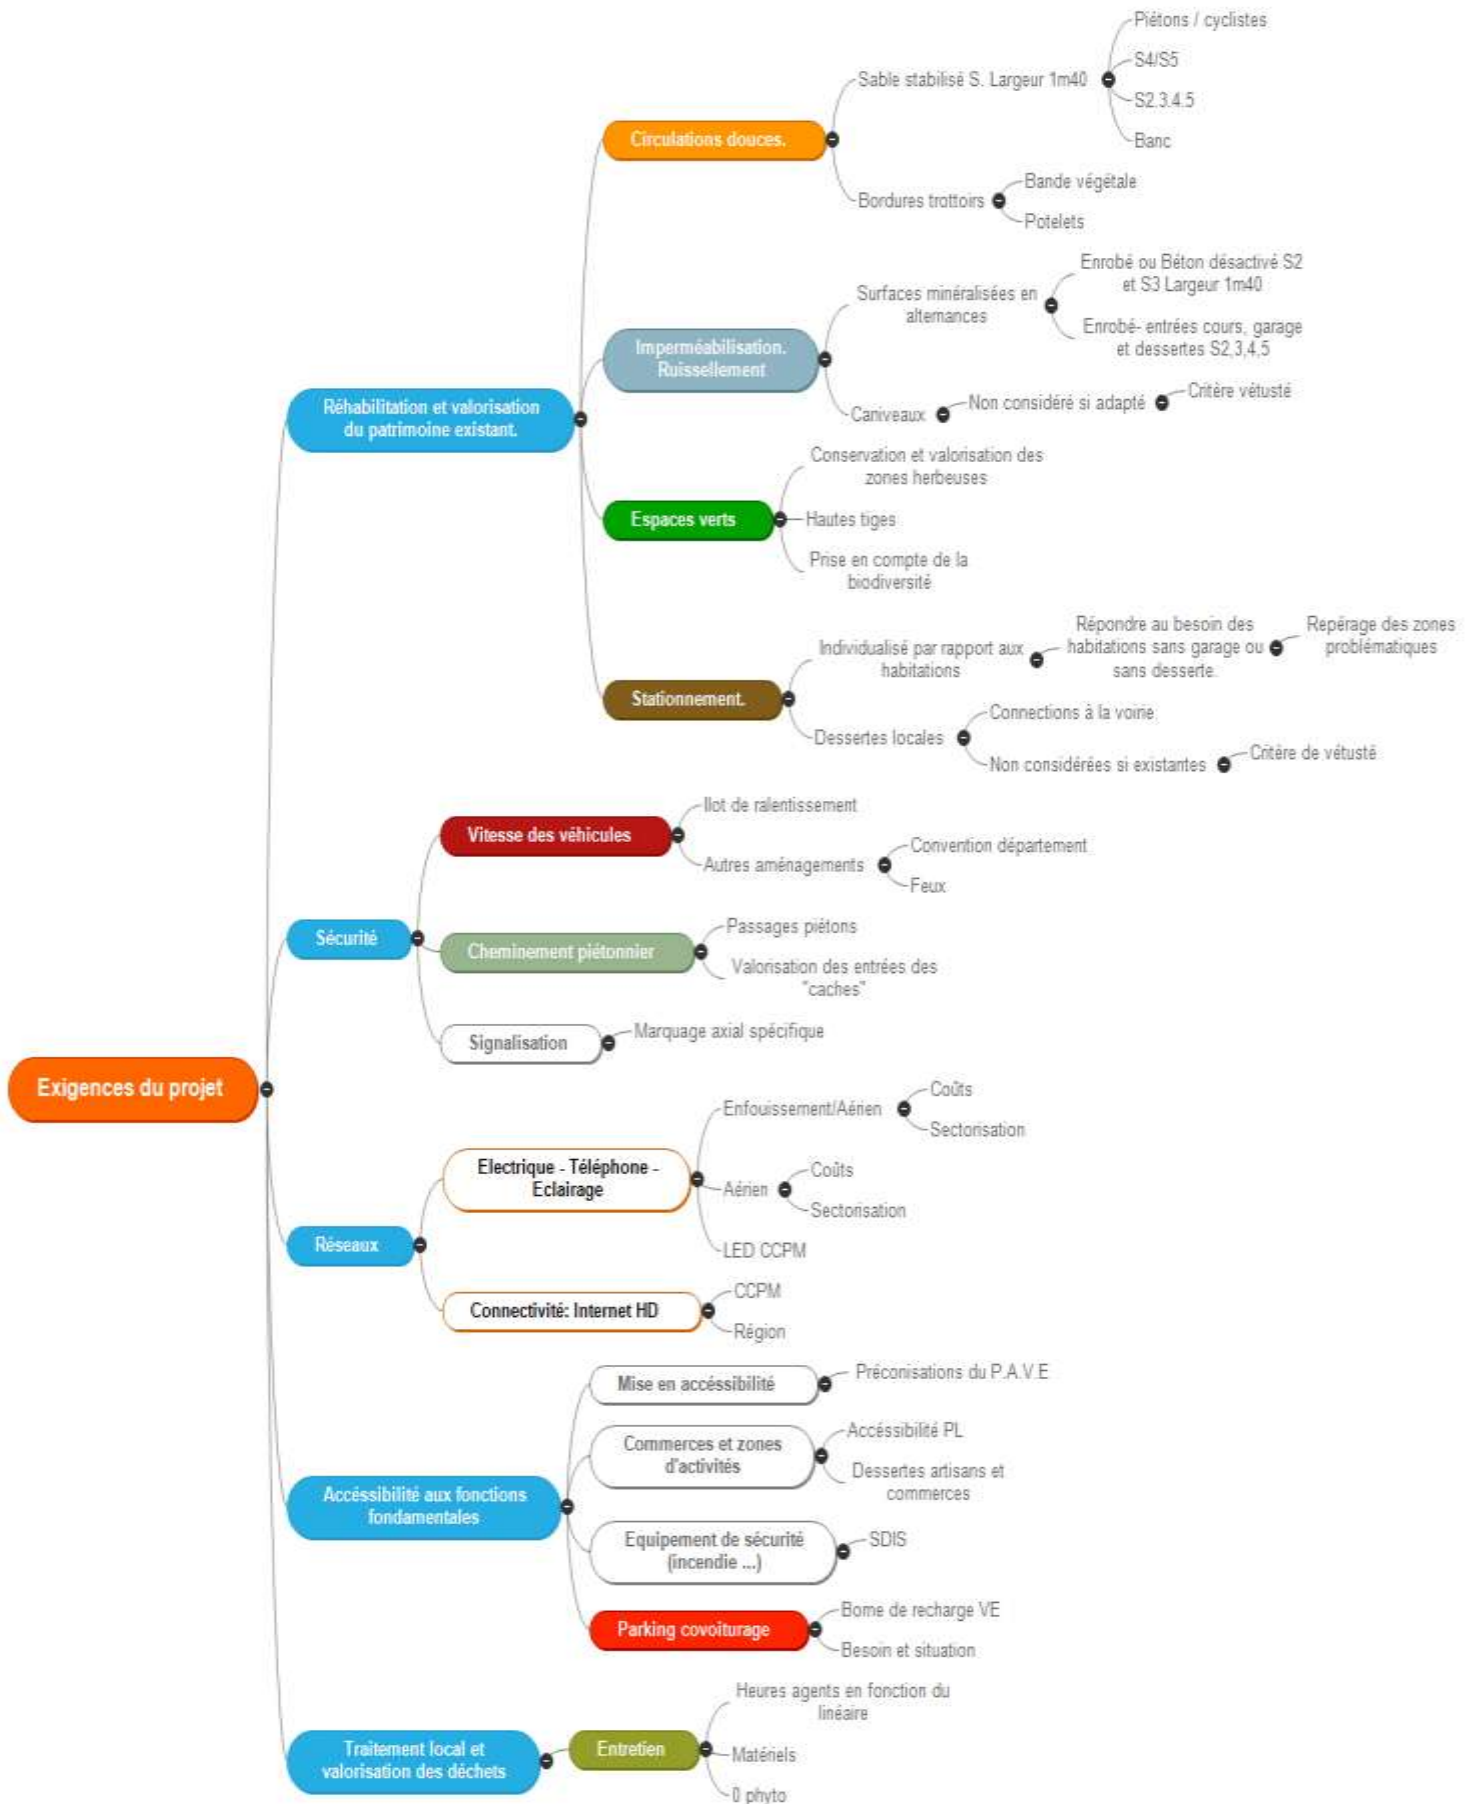 Exigences du projet
Réhabilitation et valorisation
du patrimoine existant.
Circulations douces.
Sable stabilisé S. Largeur 1m40
Piétons / cyclistes
S4/S5
S2.3.4.5
Banc
Bordures trottoirs
Bande végétale
Potelets
Imperméabilisation.
Ruissellement
Surfaces minéralisées en
alternances
Enrobé ou Béton désactivé S2
et S3 Largeur 1m40
Enrobé- entrées cours, garage
et dessertes S2,3,4,5
Caniveaux
Non considéré si adapté
Critère vétusté
Espaces verts
Conservation et valorisation des
zones herbeuses
Hautes tiges
Prise en compte de la
biodiversité
Stationnement.
Individualisé par rapport aux
habitations
Répondre au besoin des
habitations sans garage ou
sans desserte.
Repérage des zones
problématiques
Dessertes locales
Connections à la voirie
Non considérées si existantes
Critère de vétusté
Sécurité
Vitesse des véhicules
Ilot de ralentissement
Autres aménagements
Convention département
Feux
Cheminement piétonnier
Passages piétons
Valorisation des entrées des
"caches"
Signalisation
Marquage axial spécifique
Réseaux
Electrique - Téléphone -
Eclairage
Enfouissement/Aérien
Coûts
Sectorisation
Aérien
Coûts
Sectorisation
LED CCPM
Connectivité: Internet HD
CCPM
Région
Accéssibilité aux fonctions
fondamentales
Mise en accéssibilité
Préconisations du P.A.V.E
Commerces et zones
d'activités
Accéssibilité PL
Dessertes artisans et
commerces
Equipement de sécurité
(incendie ...)
SDIS
Parking covoiturage
Borne de recharge VE
Besoin et situation
Traitement local et
valorisation des déchets
Entretien
Heures agents en fonction du
linéaire
Matériels
0 phyto